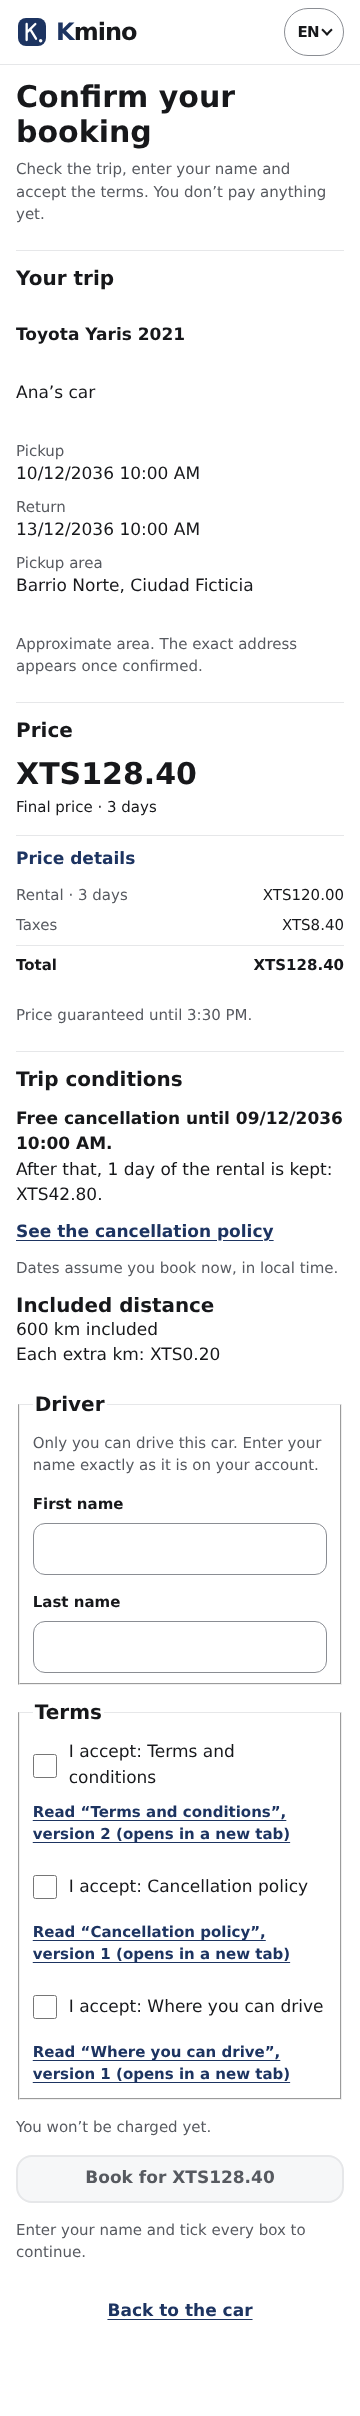 K Kmino
EN
Confirm your
booking
Check the trip, enter your name and
accept the terms. You don’t pay anything
yet.
Your trip
Toyota Yaris 2021
Ana’s car
Pickup
10/12/2036 10:00 AM
Return
13/12/2036 10:00 AM
Pickup area
Barrio Norte, Ciudad Ficticia
Approximate area. The exact address
appears once confirmed.
Price
XTS128.40
Final price · 3 days
Price details
Rental · 3 days XTS120.00
Taxes XTS8.40
Total XTS128.40
Price guaranteed until 3:30 PM.
Trip conditions
Free cancellation until 09/12/2036
10:00 AM.
After that, 1 day of the rental is kept:
XTS42.80.
See the cancellation policy
Dates assume you book now, in local time.
Included distance
600 km included
Each extra km: XTS0.20
Driver
Only you can drive this car. Enter your
name exactly as it is on your account.
First name
Last name
Terms
I accept: Terms and
conditions
Read “Terms and conditions”,
version 2 (opens in a new tab)
I accept: Cancellation policy
Read “Cancellation policy”,
version 1 (opens in a new tab)
I accept: Where you can drive
Read “Where you can drive”,
version 1 (opens in a new tab)
You won’t be charged yet.
Book for XTS128.40
Enter your name and tick every box to
continue.
Back to the car